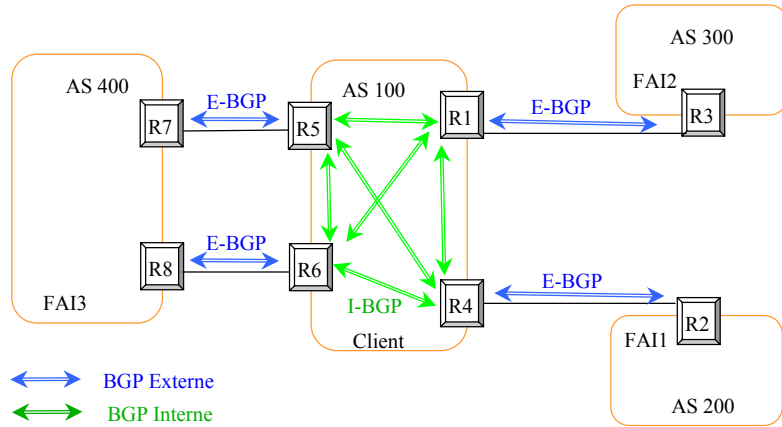 AS 300
AS 400
E-BGP
AS 100
FAI2
E-BGP
R7
R5
R1
R3
E-BGP
E-BGP
R8
R6
R4
R2
FAI3
I-BGP
Client
FAI1
BGP Externe
BGP Interne
AS 200